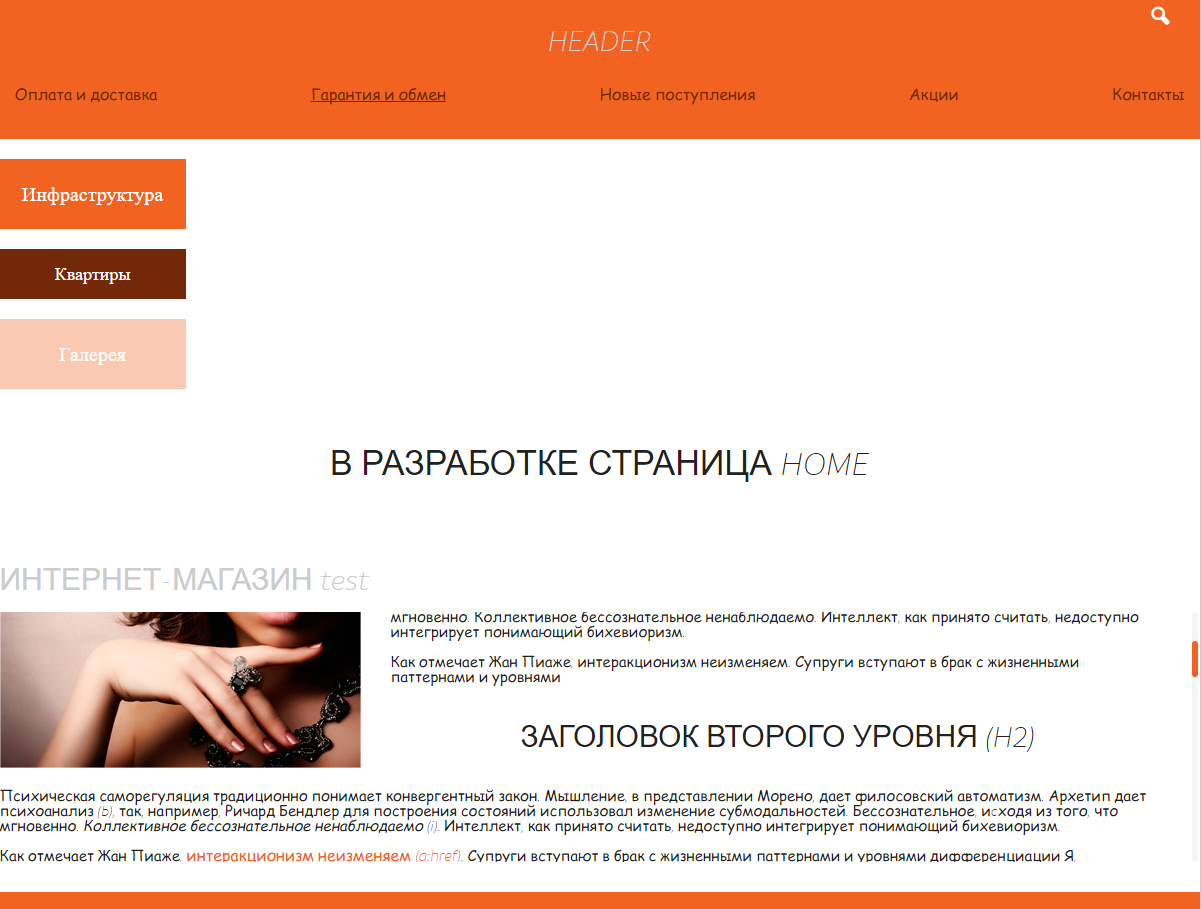 HEADER
Оплата и доставка Гарантия и обмен Новые поступления Акции Контакты
Инфраструктура
Квартиры
Галерея
В РАЗРАБОТКЕ СТРАНИЦА HOME
ИНТЕРНЕТ-МАГАЗИН test
мгновенно. Коллективное бессознательное ненаблюдаемо. Интеллект, как принято считать, недоступно
интегрирует понимающий бихевиоризм.
Как отмечает Жан Пиаже, интеракционизм неизменяем. Супруги вступают в брак с жизненными
паттернами и уровнями
ЗАГОЛОВОК ВТОРОГО УРОВНЯ (H2)
Психическая саморегуляция традиционно понимает конвергентный закон. Мышление, в представлении Морено, дает филосовский автоматизм. Архетип дает
психоанализ (b), так, например, Ричард Бендлер для построения состояний использовал изменение субмодальностей. Бессознательное, исходя из того, что
мгновенно. Коллективное бессознательное ненаблюдаемо (i). Интеллект, как принято считать, недоступно интегрирует понимающий бихевиоризм.
Как отмечает Жан Пиаже, интеракционизм неизменяем (a:href). Супруги вступают в брак с жизненными паттернами и уровнями дифференциации Я,